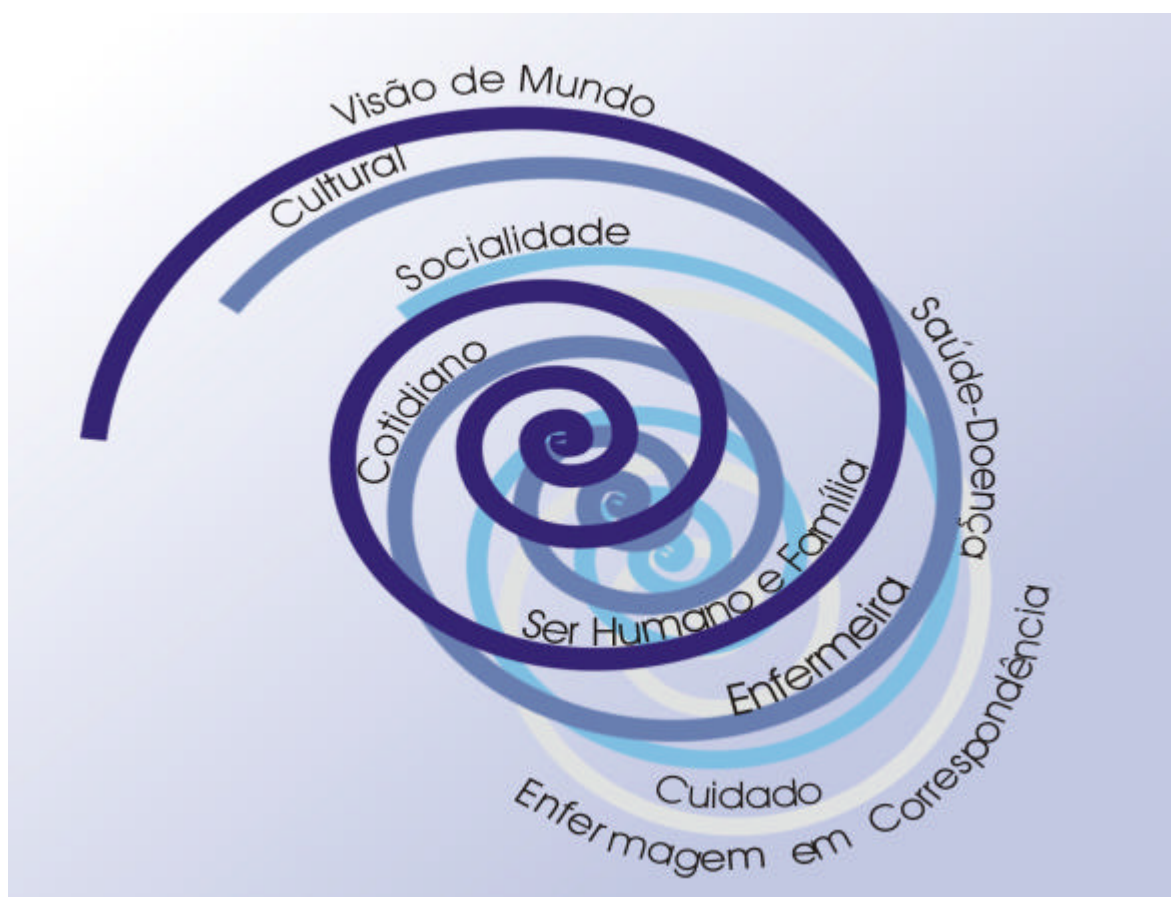 Visão de Mundo
Cultural
Socialidade
Cotidiano
Saúde-Doença
Ser Humano e Família
Enfermeira
Cuidado
Enfermagem em Correspondência